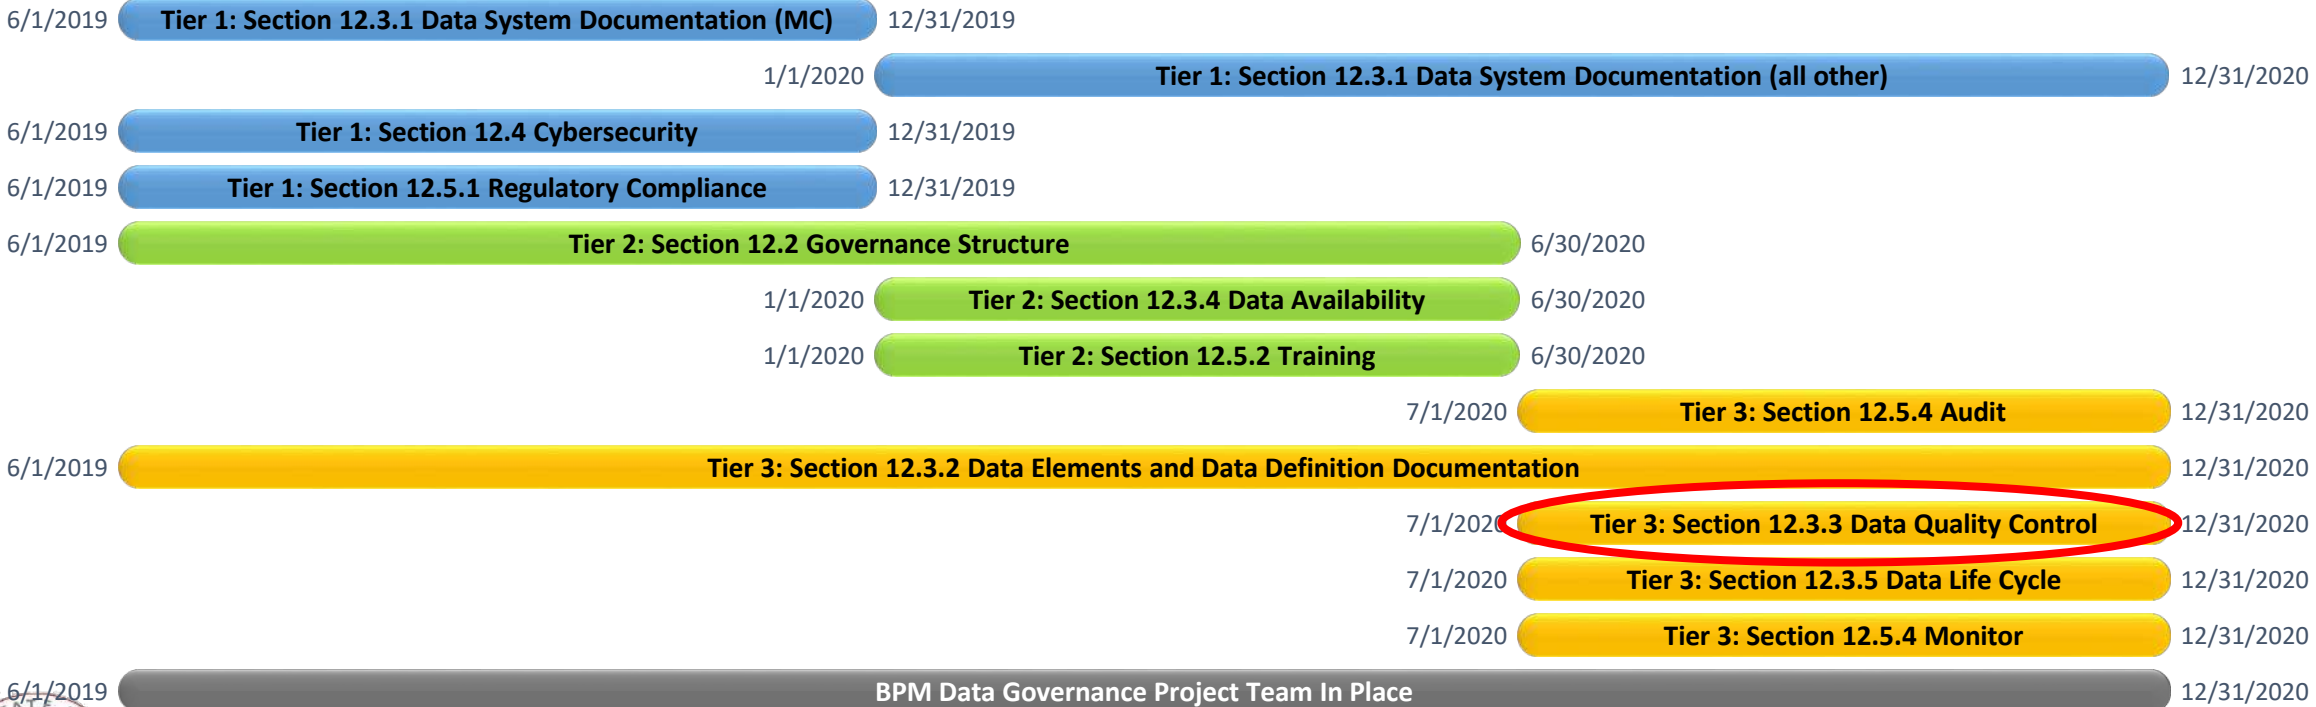 6/1/2019 Tier 1: Section 12.3.1 Data System Documentation (MC) 12/31/2019
1/1/2020 Tier 1: Section 12.3.1 Data System Documentation (all other) 12/31/2020
6/1/2019 Tier 1: Section 12.4 Cybersecurity 12/31/2019
6/1/2019 Tier 1: Section 12.5.1 Regulatory Compliance 12/31/2019
6/1/2019 Tier 2: Section 12.2 Governance Structure 6/30/2020
1/1/2020 Tier 2: Section 12.3.4 Data Availability 6/30/2020
1/1/2020 Tier 2: Section 12.5.2 Training 6/30/2020
7/1/2020 Tier 3: Section 12.5.4 Audit 12/31/2020
6/1/2019 Tier 3: Section 12.3.2 Data Elements and Data Definition Documentation 12/31/2020
7/1/2020 Tier 3: Section 12.3.3 Data Quality Control 12/31/2020
7/1/2020 Tier 3: Section 12.3.5 Data Life Cycle 12/31/2020
7/1/2020 Tier 3: Section 12.5.4 Monitor 12/31/2020
6/1/2019 BPM Data Governance Project Team In Place 12/31/2020